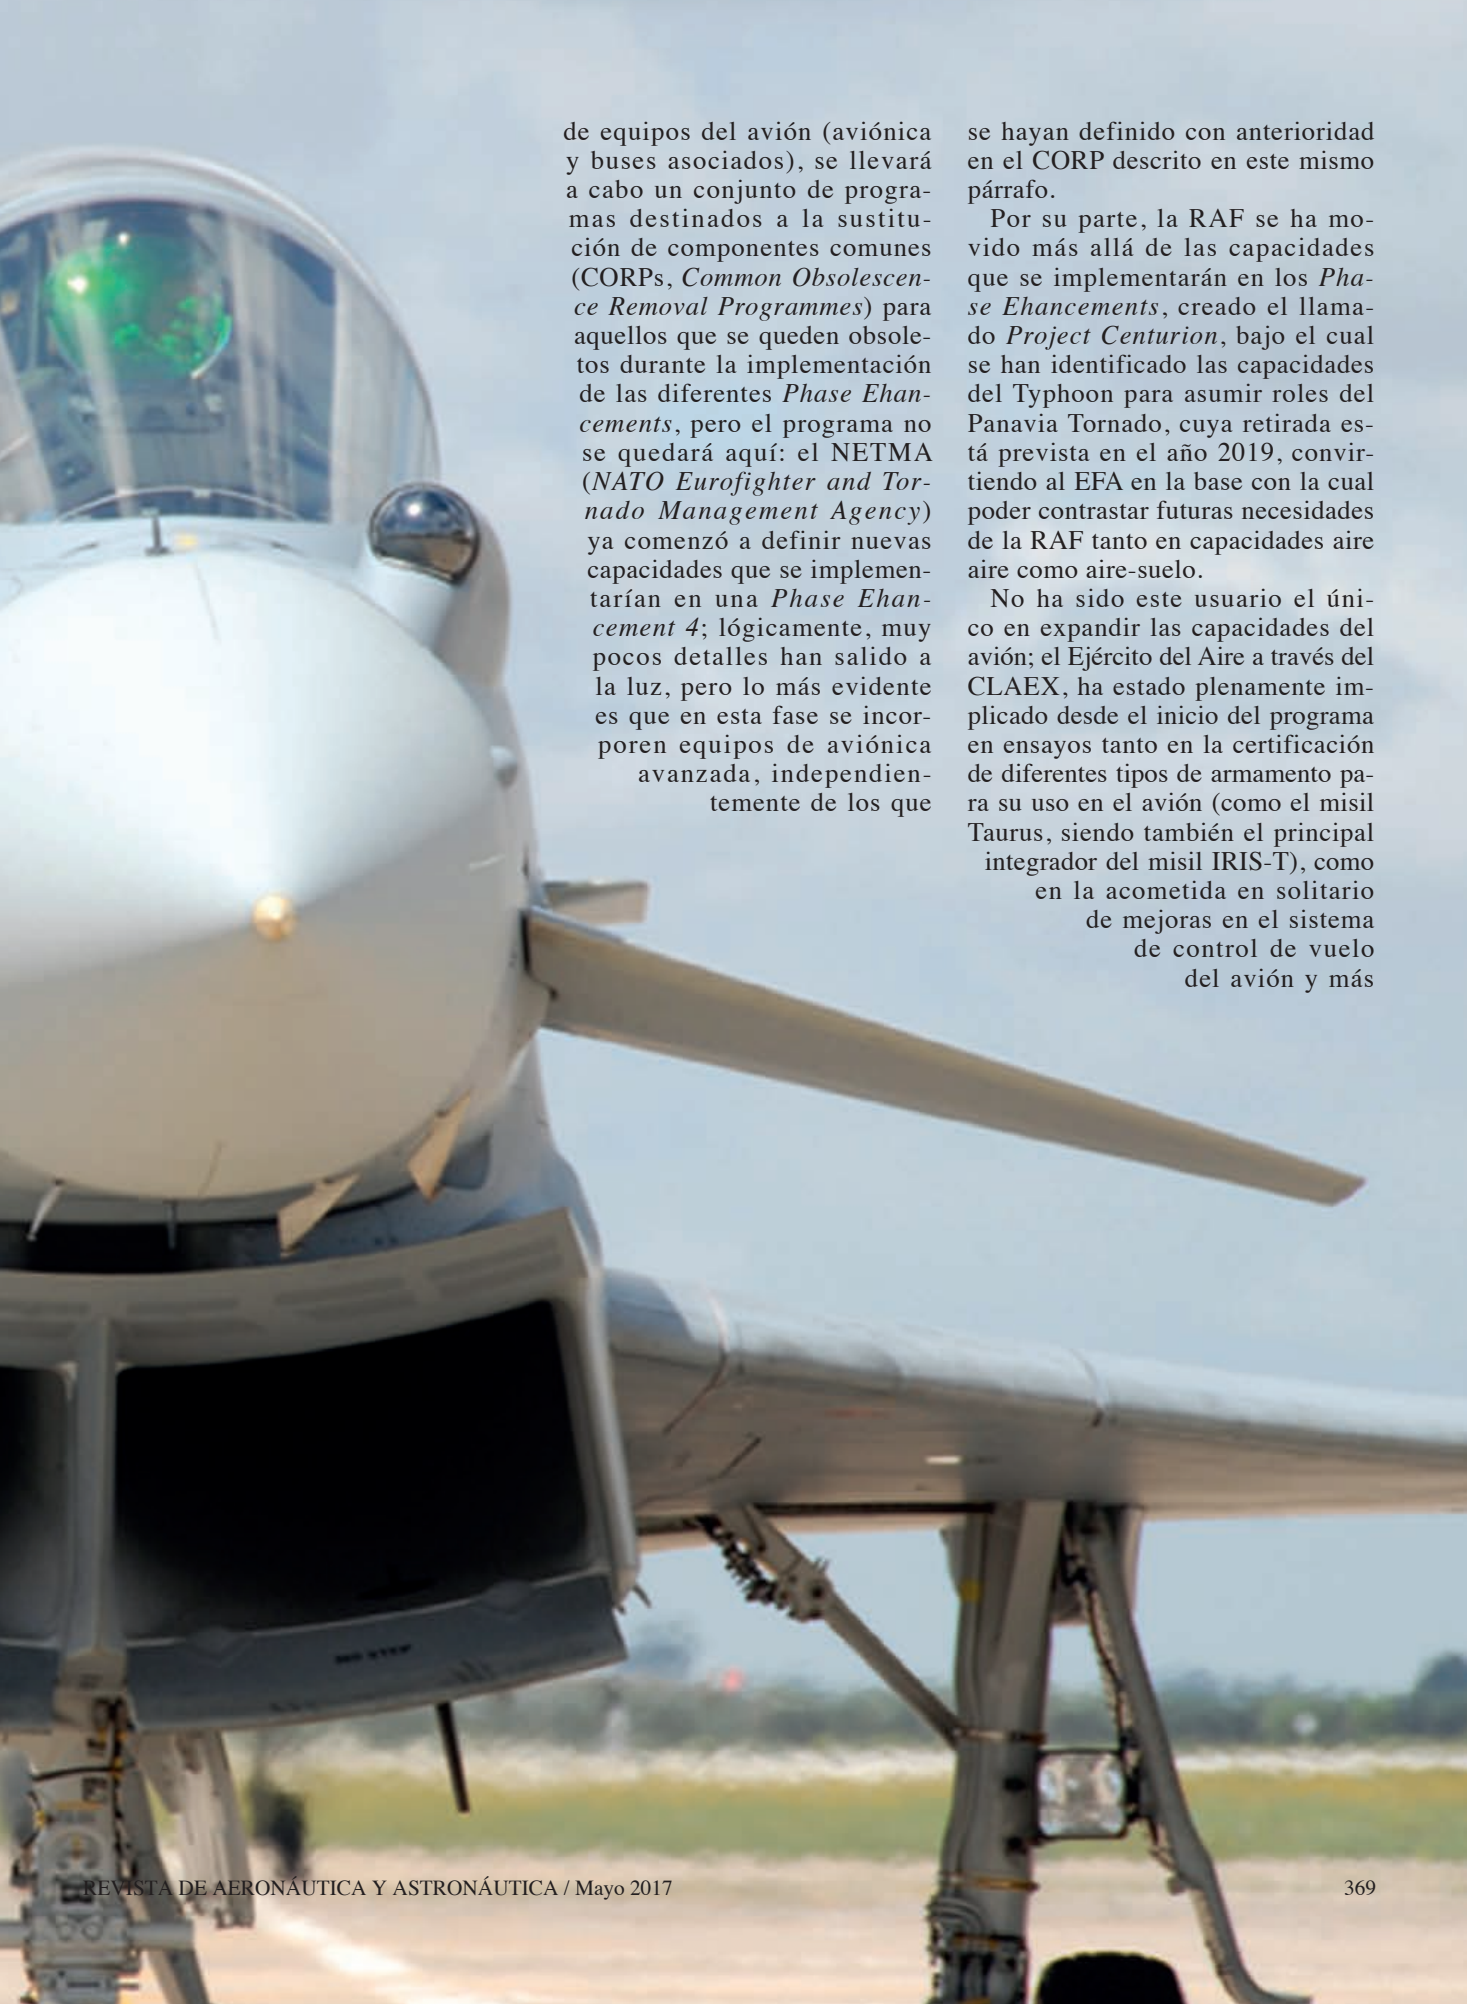 de equipos del avión (aviónica
y buses asociados), se llevará
a cabo un conjunto de progra-
mas destinados a la sustitu-
ción de componentes comunes
(CORPs, Common Obsolescen-
ce Removal Programmes) para
aquellos que se queden obsole-
tos durante la implementación
de las diferentes Phase Ehan-
cements, pero el programa no
se quedará aquí: el NETMA
(NATO Eurofighter and Tor-
nado Management Agency)
ya comenzó a definir nuevas
capacidades que se implemen-
tarían en una Phase Ehan-
cement 4; lógicamente, muy
pocos detalles han salido a
la luz, pero lo más evidente
es que en esta fase se incor-
poren equipos de aviónica
avanzada, independien-
temente de los que
se hayan definido con anterioridad
en el CORP descrito en este mismo
párrafo.
Por su parte, la RAF se ha mo-
vido más allá de las capacidades
que se implementarán en los Pha-
se Ehancements, creado el llama-
do Project Centurion, bajo el cual
se han identificado las capacidades
del Typhoon para asumir roles del
Panavia Tornado, cuya retirada es-
tá prevista en el año 2019, convir-
tiendo al EFA en la base con la cual
poder contrastar futuras necesidades
de la RAF tanto en capacidades aire
aire como aire-suelo.
No ha sido este usuario el úni-
co en expandir las capacidades del
avión; el Ejército del Aire a través del
CLAEX, ha estado plenamente im-
plicado desde el inicio del programa
en ensayos tanto en la certificación
de diferentes tipos de armamento pa-
ra su uso en el avión (como el misil
Taurus, siendo también el principal
integrador del misil IRIS-T), como
en la acometida en solitario
de mejoras en el sistema
de control de vuelo
del avión y más
NO STEP
REVISTA DE AERONÁUTICA Y ASTRONÁUTICA / Mayo 2017
369